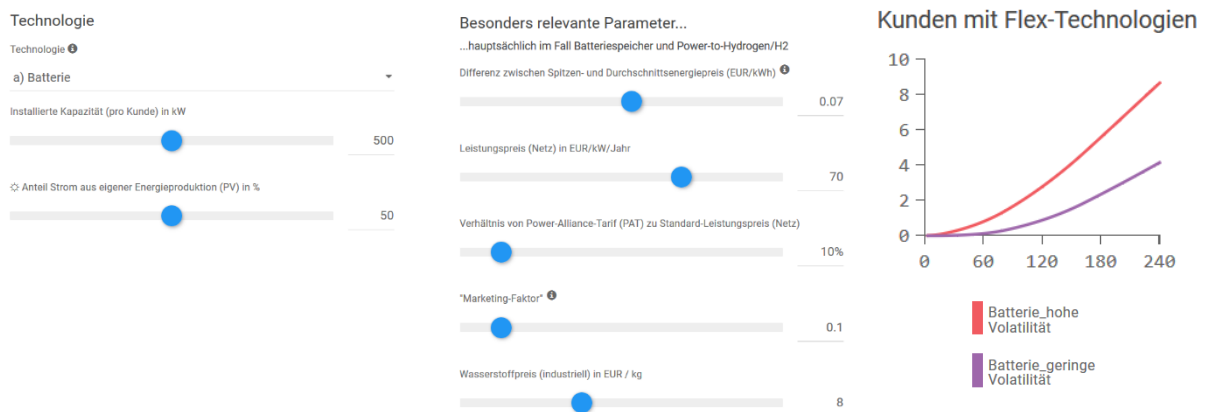 Technologie
Technologie
a) Batterie
Installierte Kapazität (pro Kunde) in kW
500
Anteil Strom aus eigener Energieproduktion (PV) in %
50
Besonders relevante Parameter...
...hauptsächlich im Fall Batteriespeicher und Power-to-Hydrogen/H2
Differenz zwischen Spitzen- und Durchschnittsenergiepreis (EUR/kWh)
0.07
Leistungspreis (Netz) in EUR/kW/Jahr
70
Verhältnis von Power-Alliance-Tarif (PAT) zu Standard-Leistungspreis (Netz)
10%
"Marketing-Faktor"
0.1
Wasserstoffpreis (industriell) in EUR / kg
8
Kunden mit Flex-Technologien
10
8
6
4
2
0
0 60 120 180 240
Batterie_hohe
Volatilität
Batterie_geringe
Volatilität